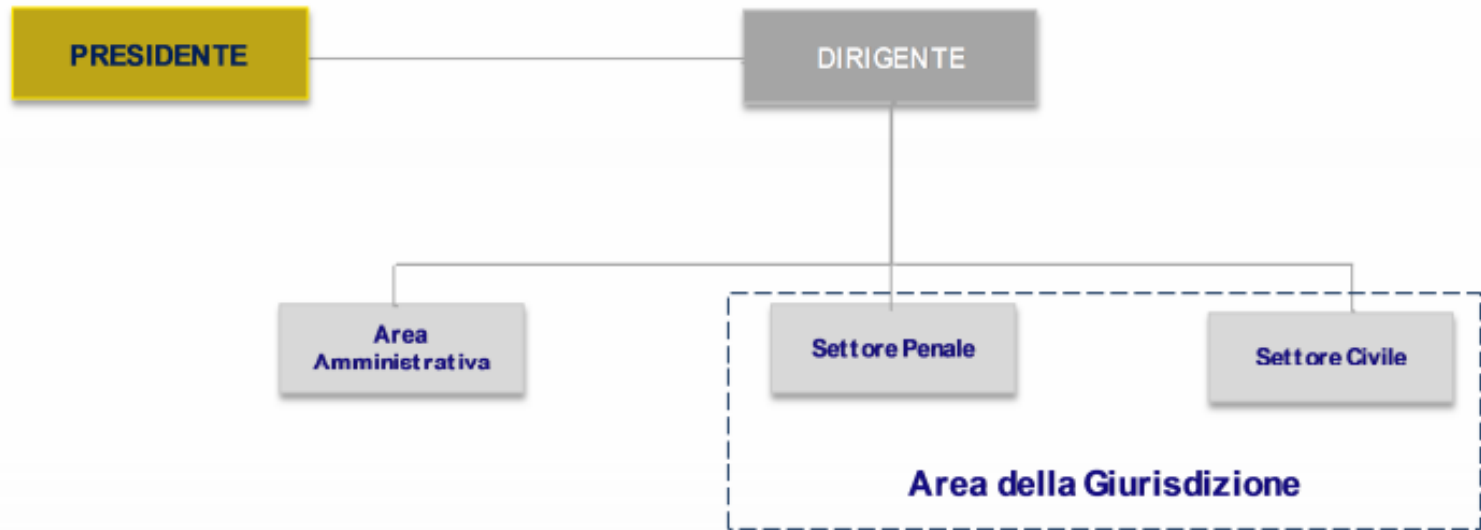 PRESIDENTE
DIRIGENTE
Area
Amministrativa
Settore Penale
Settore Civile
Area della Giurisdizione